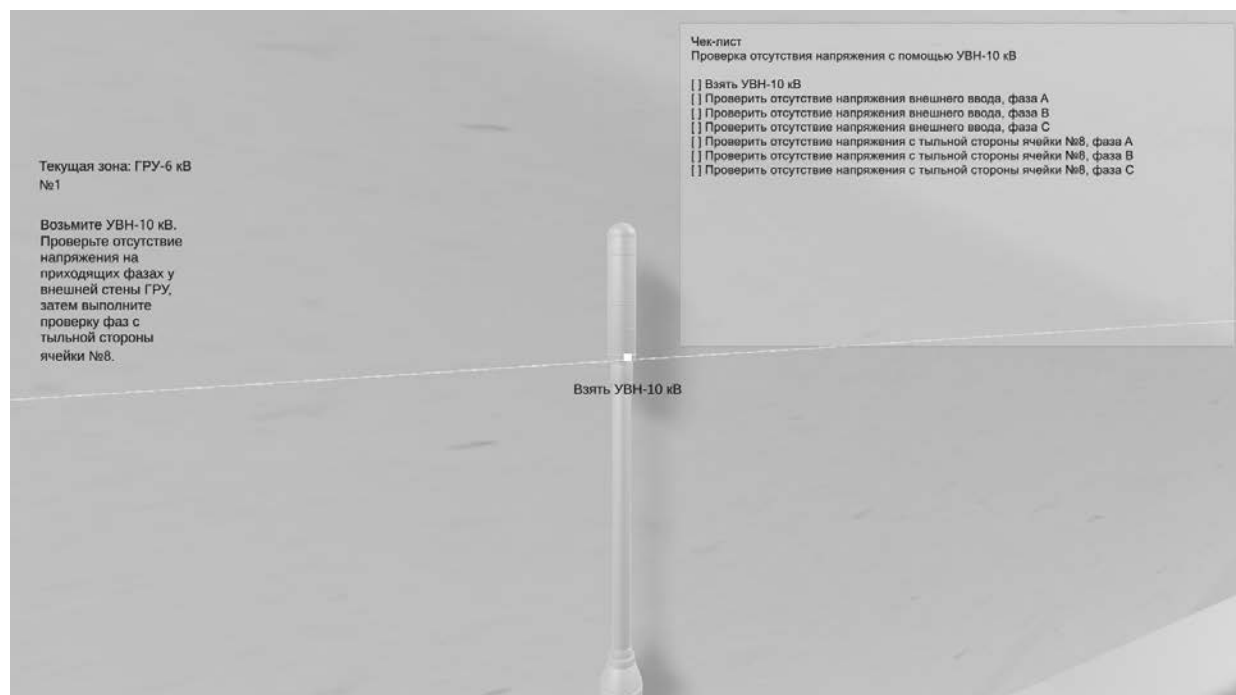 Текущая зона: ГРУ-6 кВ
№1
Возьмите УВН-10 кВ.
Проверьте отсутствие
напряжения на
приходящих фазах у
внешней стены ГРУ,
затем выполните
проверку фаз с
тыльной стороны
ячейки №8.
Взять УВН-10 кВ
Чек-лист
Проверка отсутствия напряжения с помощью УВН-10 кВ
[ ] Взять УВН-10 кВ
[ ] Проверить отсутствие напряжения внешнего ввода, фаза A
[ ] Проверить отсутствие напряжения внешнего ввода, фаза B
[ ] Проверить отсутствие напряжения внешнего ввода, фаза C
[ ] Проверить отсутствие напряжения с тыльной стороны ячейки №8, фаза A
[ ] Проверить отсутствие напряжения с тыльной стороны ячейки №8, фаза B
[ ] Проверить отсутствие напряжения с тыльной стороны ячейки №8, фаза C